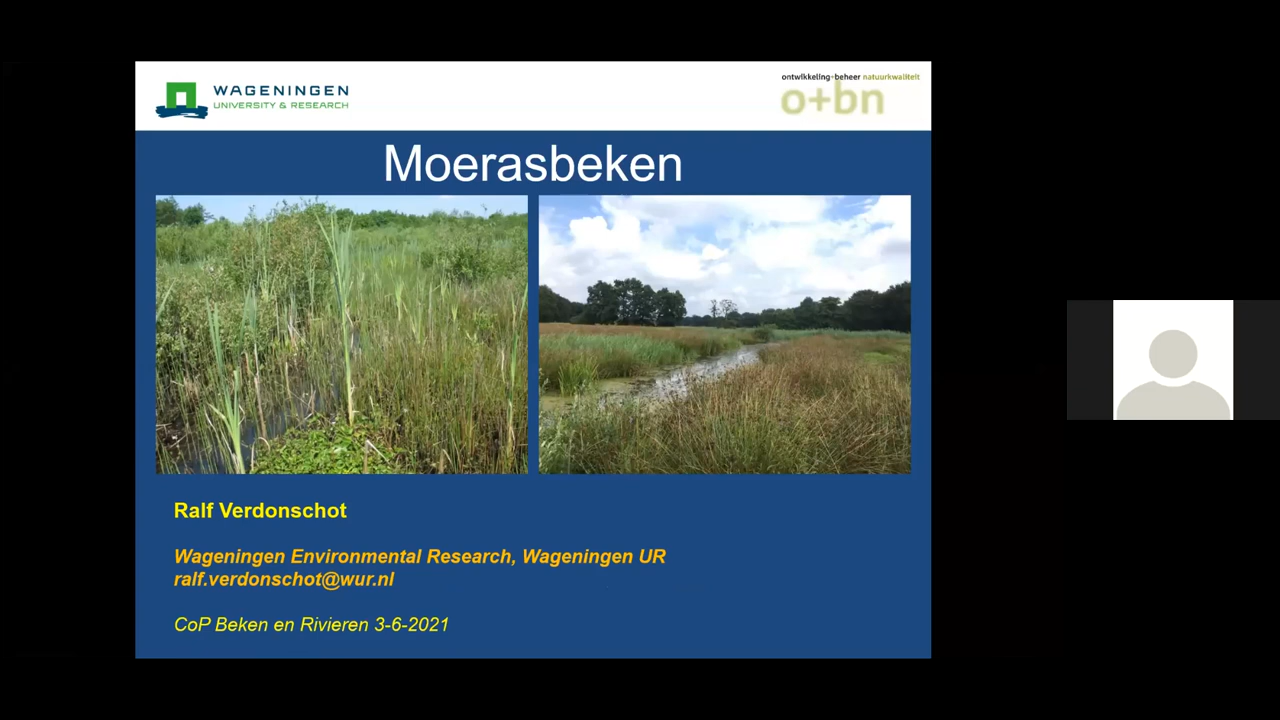 WAGENINGEN
UNIVERSITY & RESEARCH
ontwikkeling+beheer natuurkwaliteit
o+bn
Moerasbeken
Ralf Verdonschot
Wageningen Environmental Research, Wageningen UR
ralf.verdonschot@wur.nl
CoP Beken en Rivieren 3-6-2021